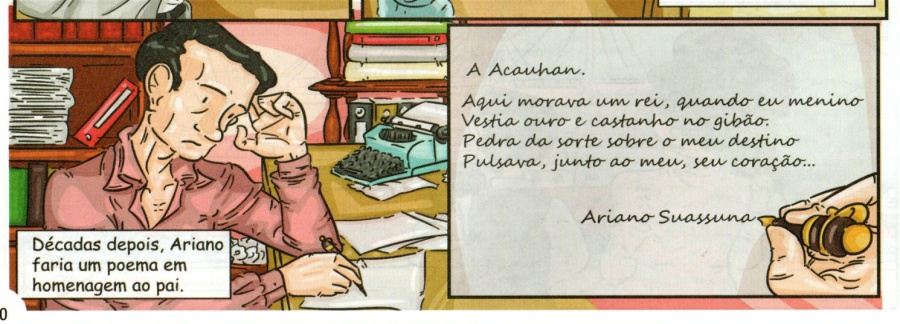 Décadas depois, Ariano
faria um poema em
homenagem ao pai.
A Acauhan.
Aqui morava um rei, quando eu menino
Vestia ouro e castanho no gibão.
Pedra da sorte sobre o meu destino
Pulsava, junto ao meu, seu coração...
Ariano Suassuna
0